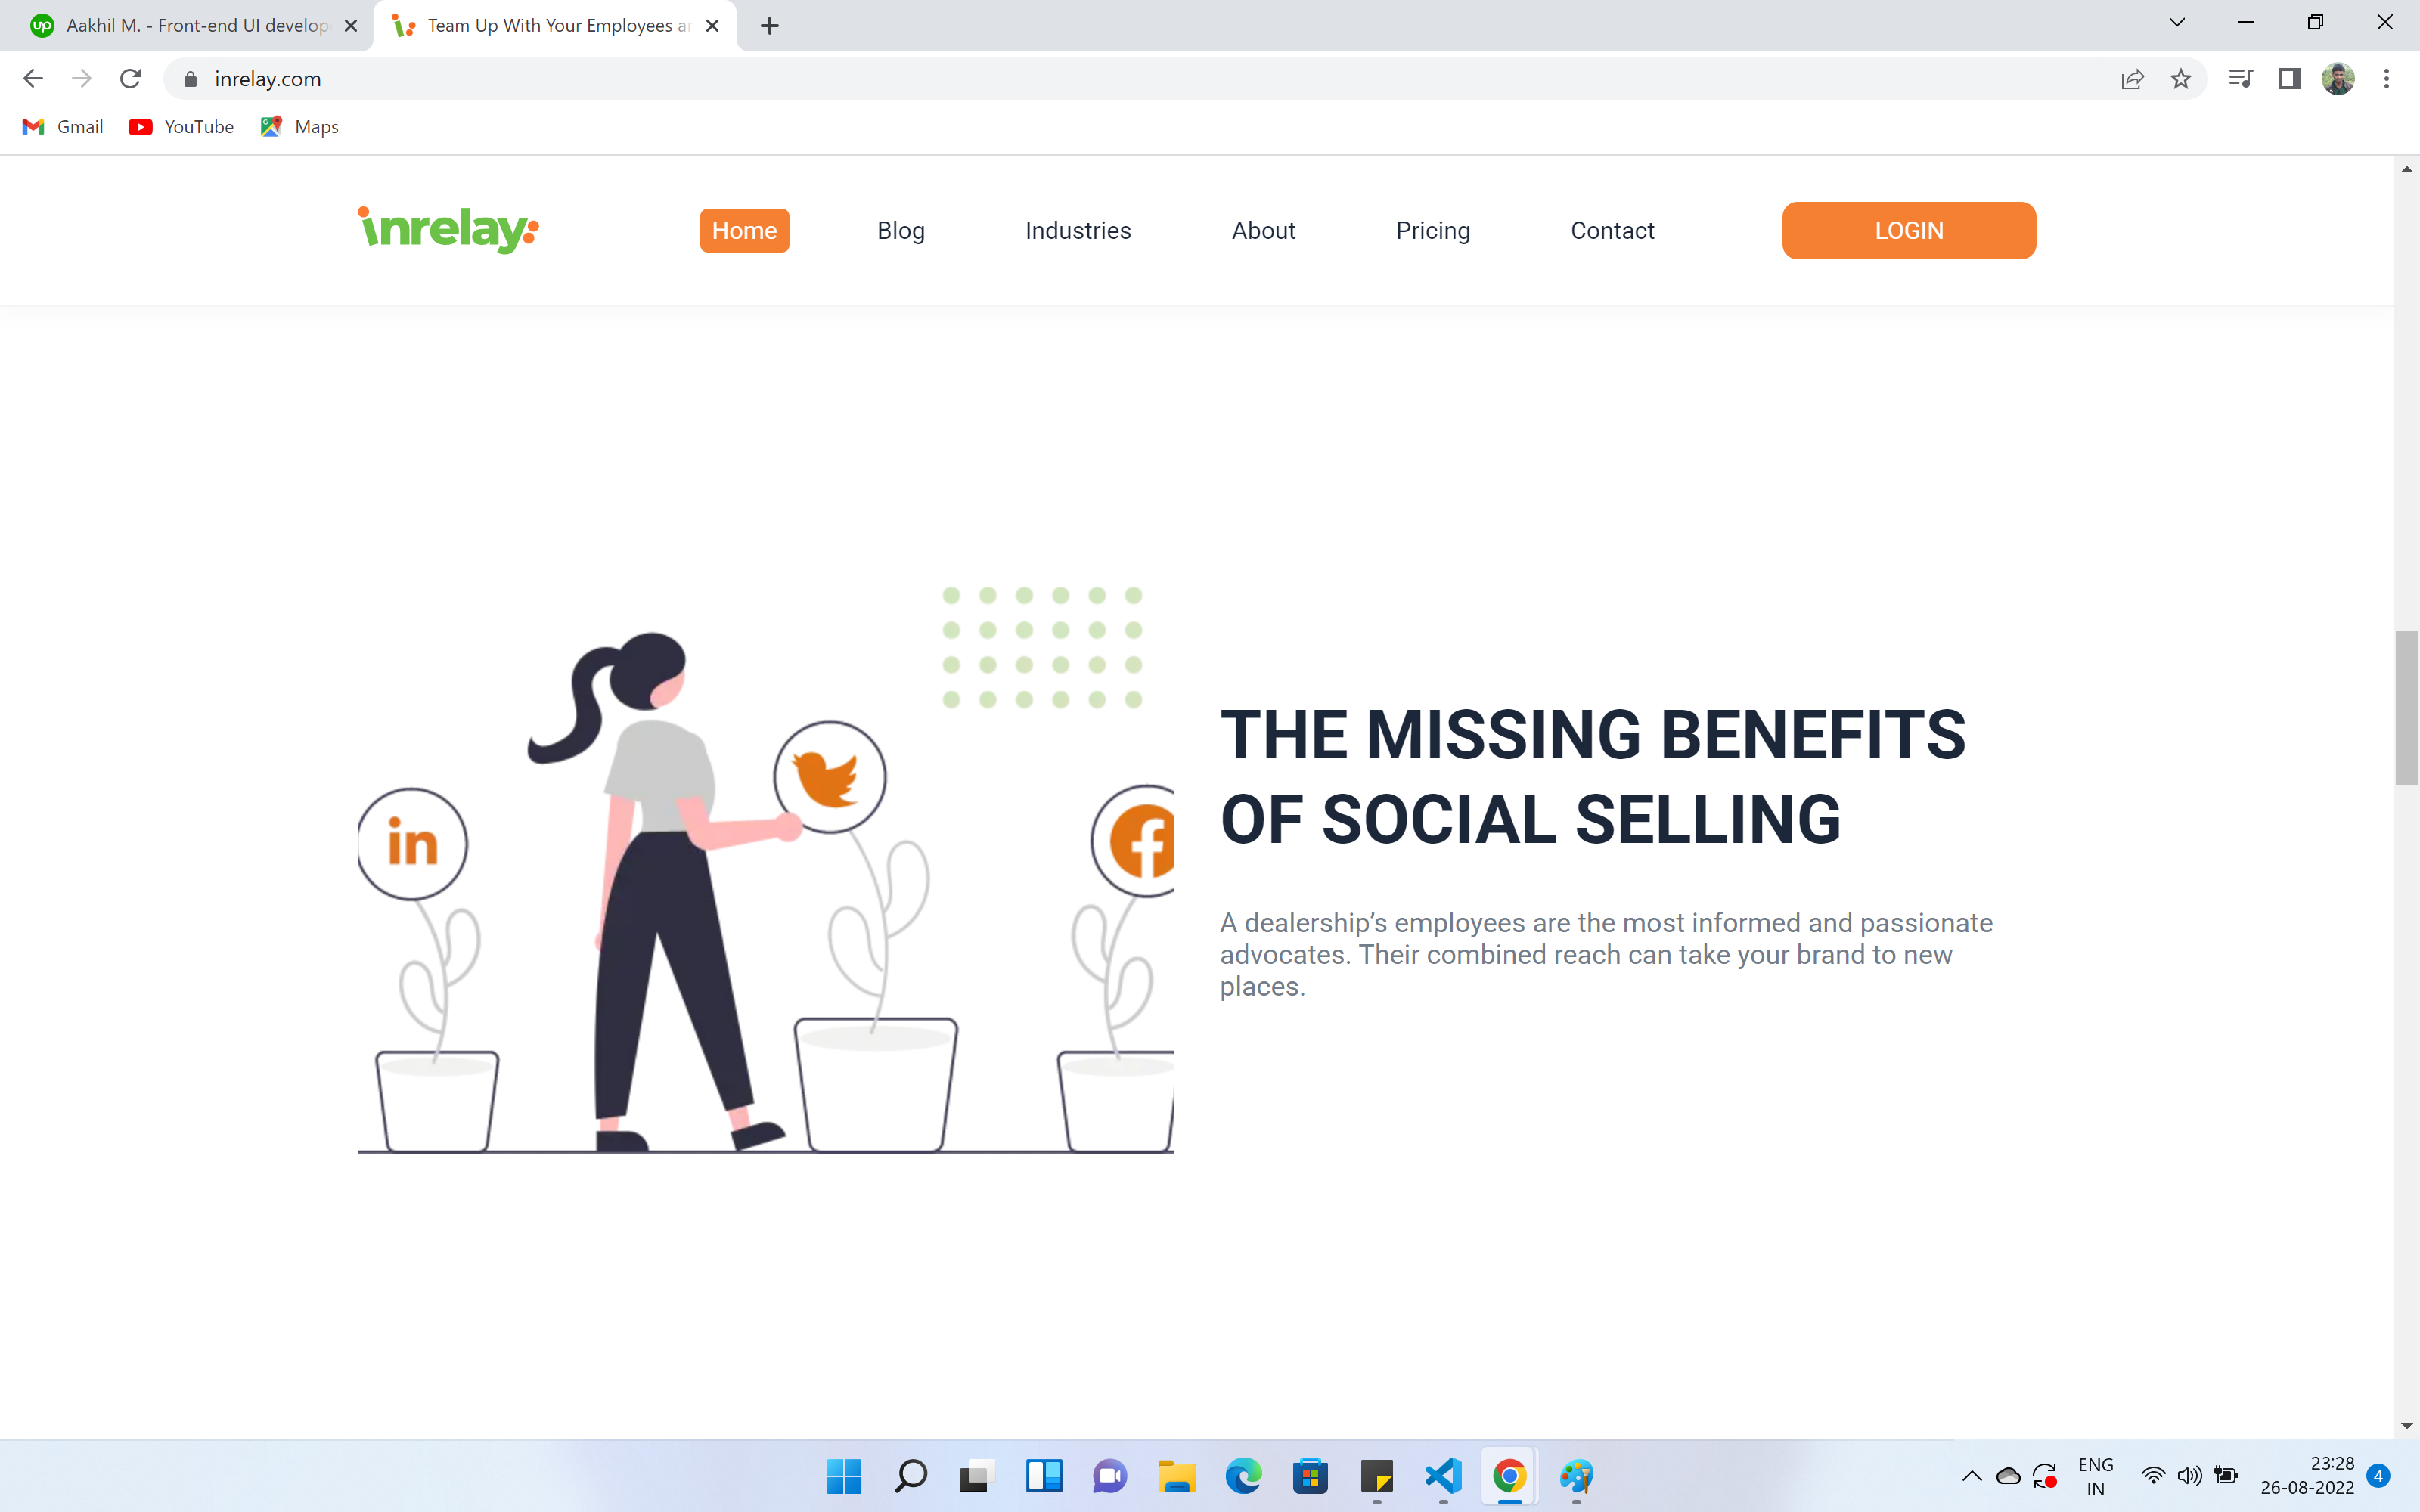 Aakhil M. - Front-end UI develop
Team Up With Your Employees ar
inrelay.com
Gmail
YouTube
Maps
inrelay
Home
Blog
Industries
About
Pricing
Contact
LOGIN
in
f
THE MISSING BENEFITS
OF SOCIAL SELLING
A dealership’s employees are the most informed and passionate
advocates. Their combined reach can take your brand to new
places.
ENG
IN
23:28
26-08-2022
4